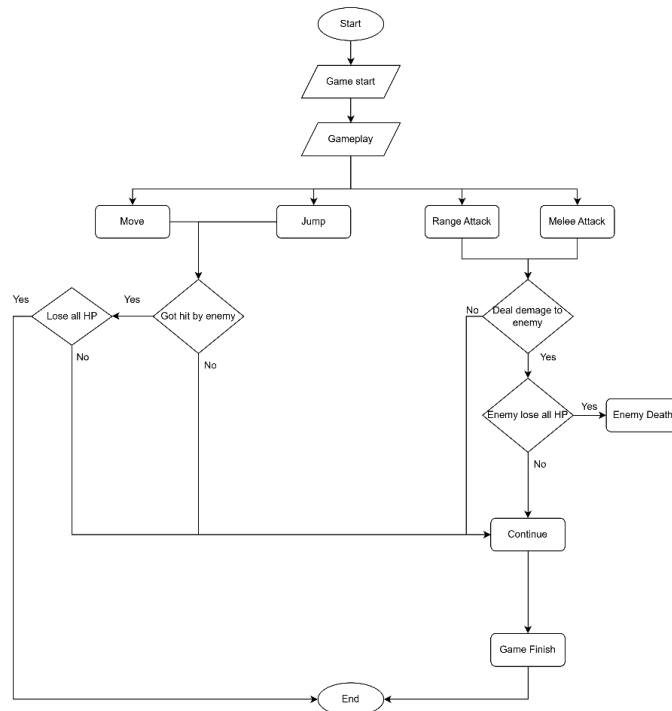 Start
Game start
Gameplay
Move
Jump
Range Attack
Melee Attack
Yes
Lose all HP
Yes
Got hit by enemy
No
Deal damage to
enemy
No
No
Yes
Enemy lose all HP
Yes
Enemy Death
No
Continue
Game Finish
End